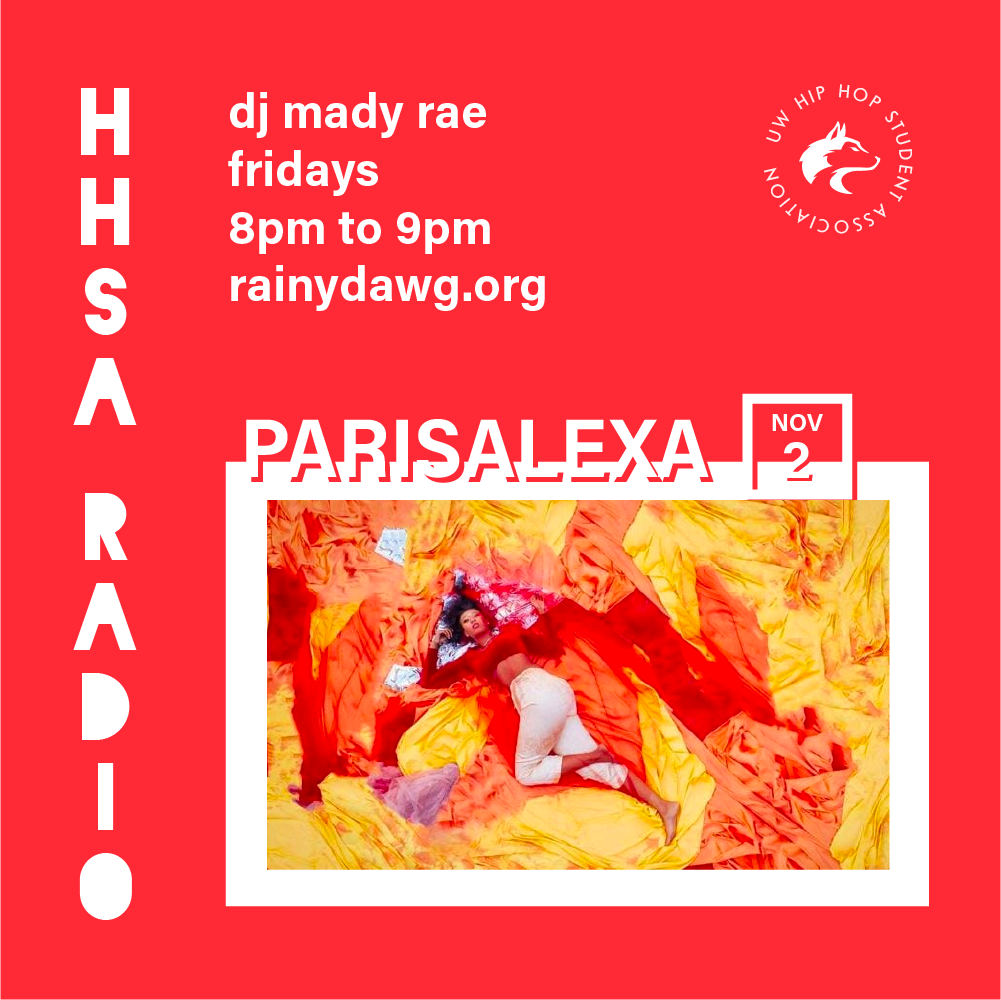 HHSA RADIO
dj mady rae
fridays
8pm to 9pm
rainydawg.org
UW HIP HOP STUDENT ASSOCIATION
PARISALEXA
NOV
2